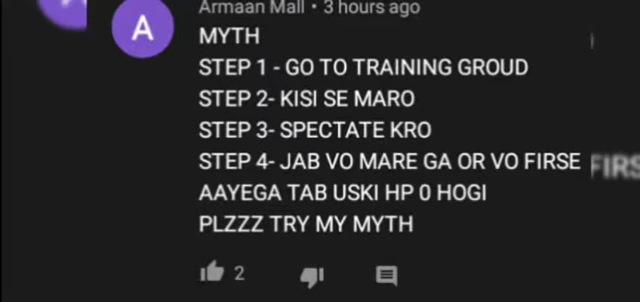 Armaan Mall • 3 hours ago
MYTH
STEP 1 - GO TO TRAINING GROUD
STEP 2- KISI SE MARO
STEP 3- SPECTATE KRO
STEP 4- JAB VO MARE GA OR VO FIRSE
AAYEGA TAB USKI HP 0 HOGI
PLZZZ TRY MY MYTH
2